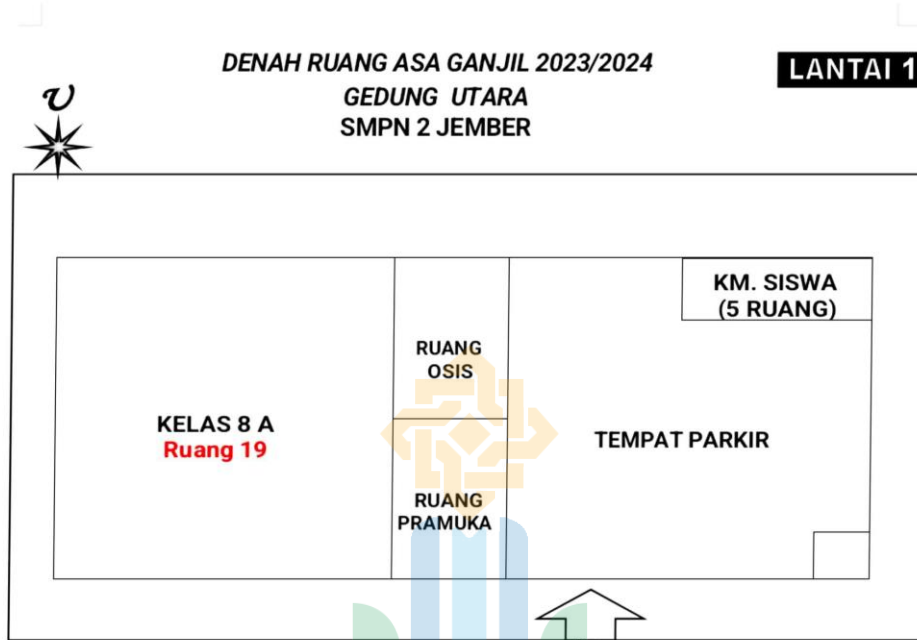 DENAH RUANG ASA GANJIL 2023/2024
LANTAI 1
U
GEDUNG UTARA
SMPN 2 JEMBER
KM. SISWA
(5 RUANG)
RUANG
OSIS
KELAS 8 A
Ruang 19
TEMPAT PARKIR
RUANG
PRAMUKA